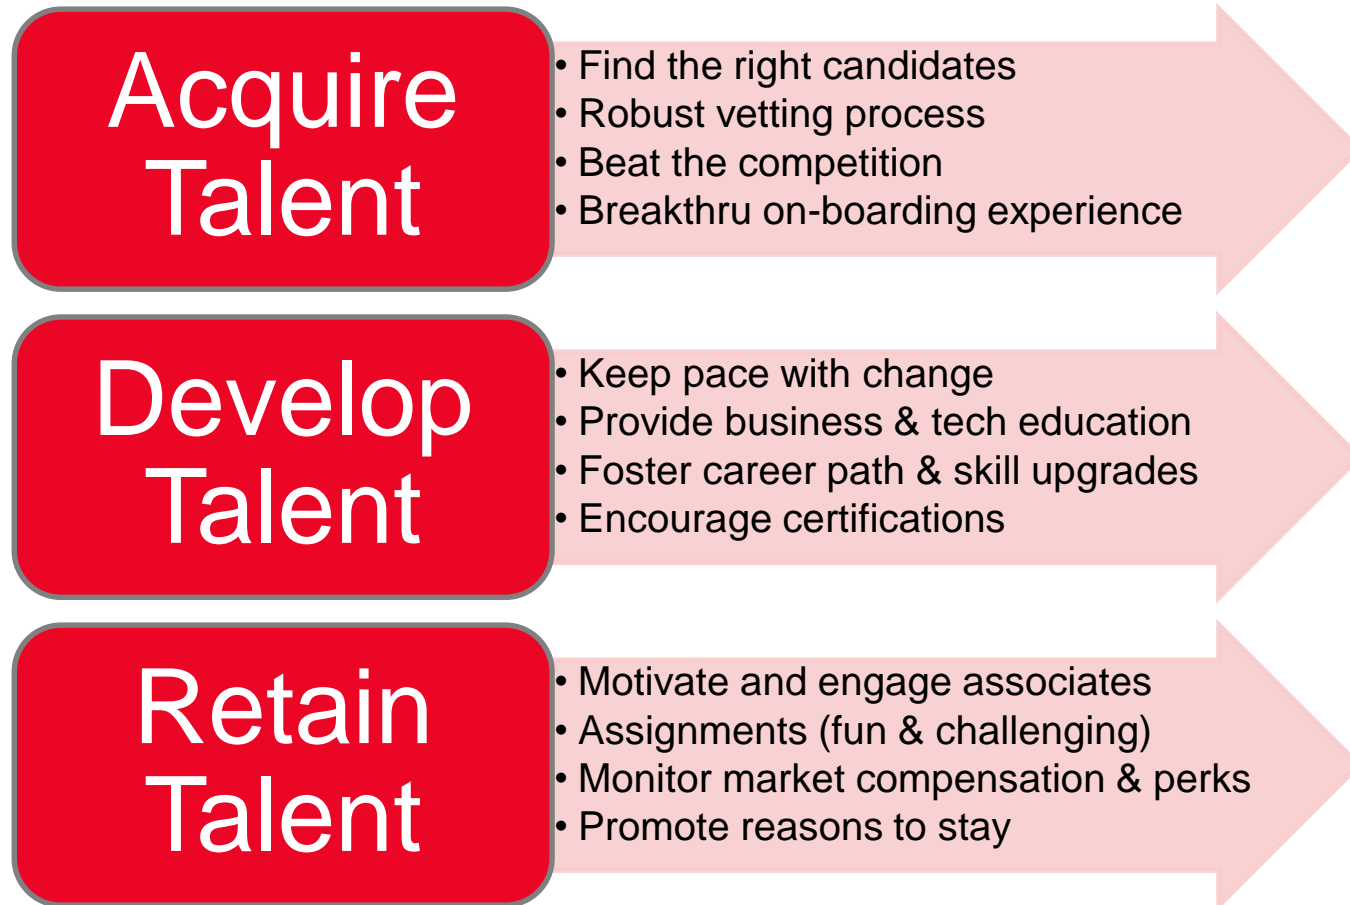 Acquire
Talent
• Find the right candidates
• Robust vetting process
• Beat the competition
• Breakthru on-boarding experience
Develop
Talent
• Keep pace with change
• Provide business & tech education
• Foster career path & skill upgrades
• Encourage certifications
Retain
Talent
• Motivate and engage associates
• Assignments (fun & challenging)
• Monitor market compensation & perks
• Promote reasons to stay